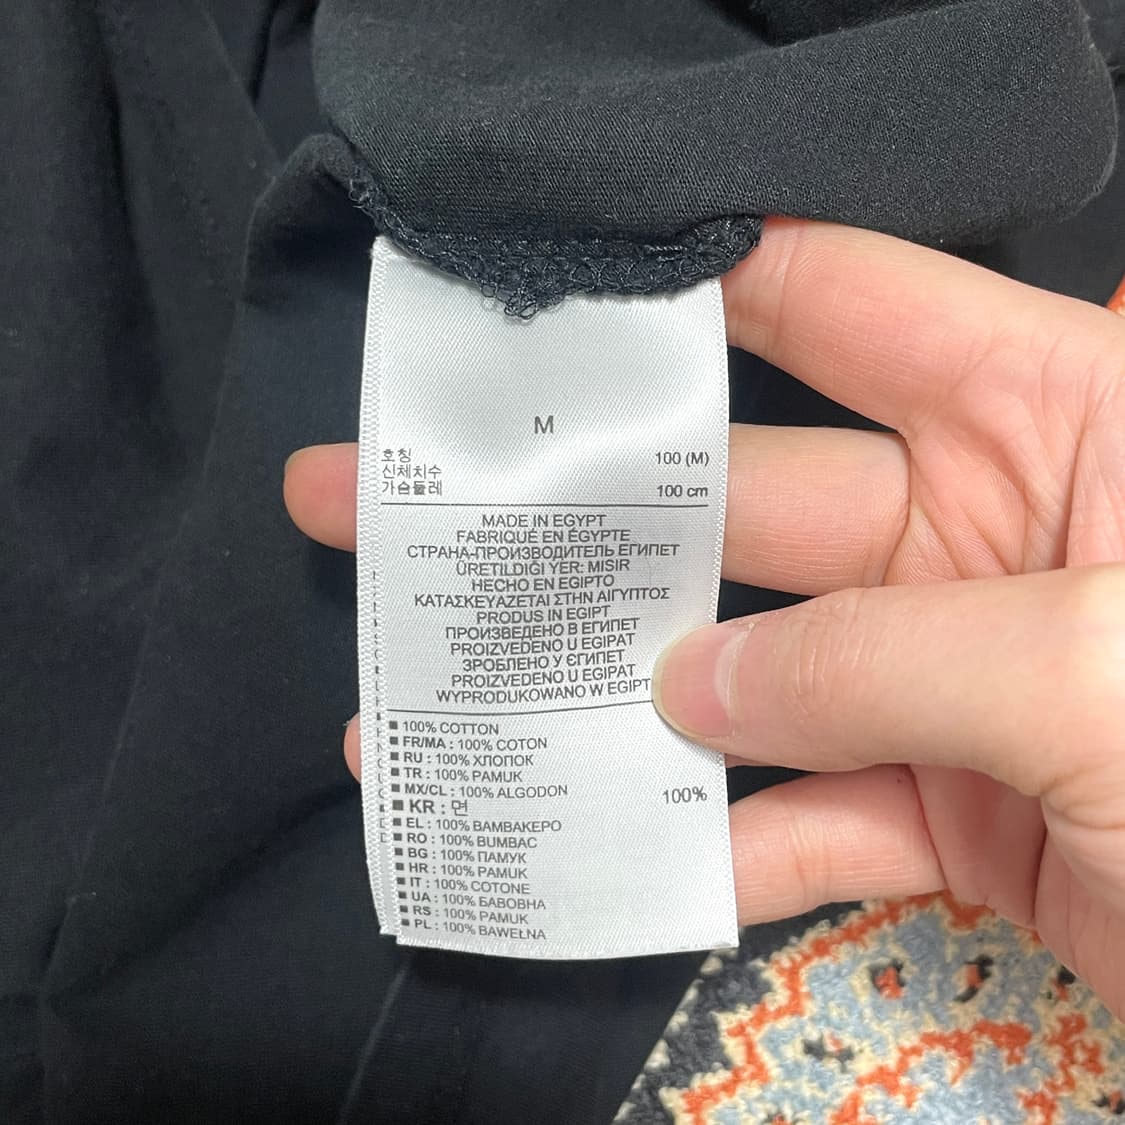 M
호칭 100 (M)
신체치수
가슴둘레 100 cm
MADE IN EGYPT
FABRIQUÉ EN ÉGYPTE
СТРАНА-ПРОИЗВОДИТЕЛЬ ЕГИПЕТ
ÜRETILDIĞI YER: MISIR
HECHO EN EGIPTO
ΚΑΤΑΣΚΕΥΑΖΕΤΑΙ ΣΤΗΝ ΑΙΓΥΠΤΟΣ
PRODUS IN EGIPT
ПРОИЗВЕДЕНО В ЕГИПЕТ
PROIZVEDENO U EGIPAT
ЗРОБЛЕНО У ЄГИПЕТ
PROIZVEDENO U EGIPAT
WYPRODUKOWANO W EGIPT
100% COTTON
FR/MA : 100% COTON
RU : 100% ХЛОПОК
TR : 100% PAMUK
MX/CL : 100% ALGODON
KR : 면 100%
EL : 100% ΒΑΜΒΑΚΕΡΟ
RO : 100% BUMBAC
BG : 100% ПАМУК
HR : 100% PAMUK
IT : 100% COTONE
UA : 100% БАВОВНА
RS : 100% PAMUK
PL : 100% BAWEŁNA